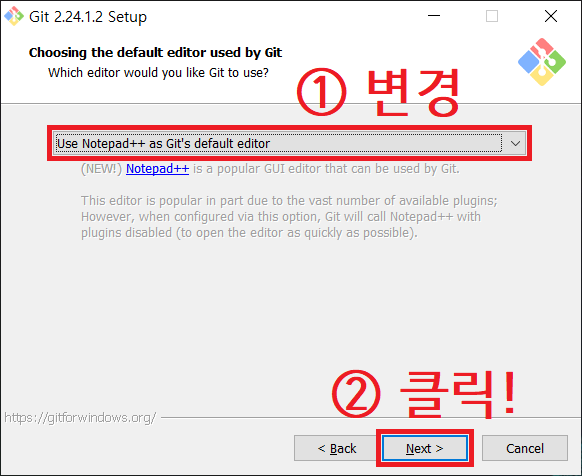 Git 2.24.1.2 Setup
Choosing the default editor used by Git
Which editor would you like Git to use?
① 변경
Use Notepad++ as Git's default editor
(NEW!) Notepad++ is a popular GUI editor that can be used by Git.
This editor is popular in part due to the vast number of available plugins;
However, when configured via this option, Git will call Notepad++ with
plugins disabled (to open the editor as quickly as possible).
② 클릭!
https://gitforwindows.org/
< Back Next > Cancel